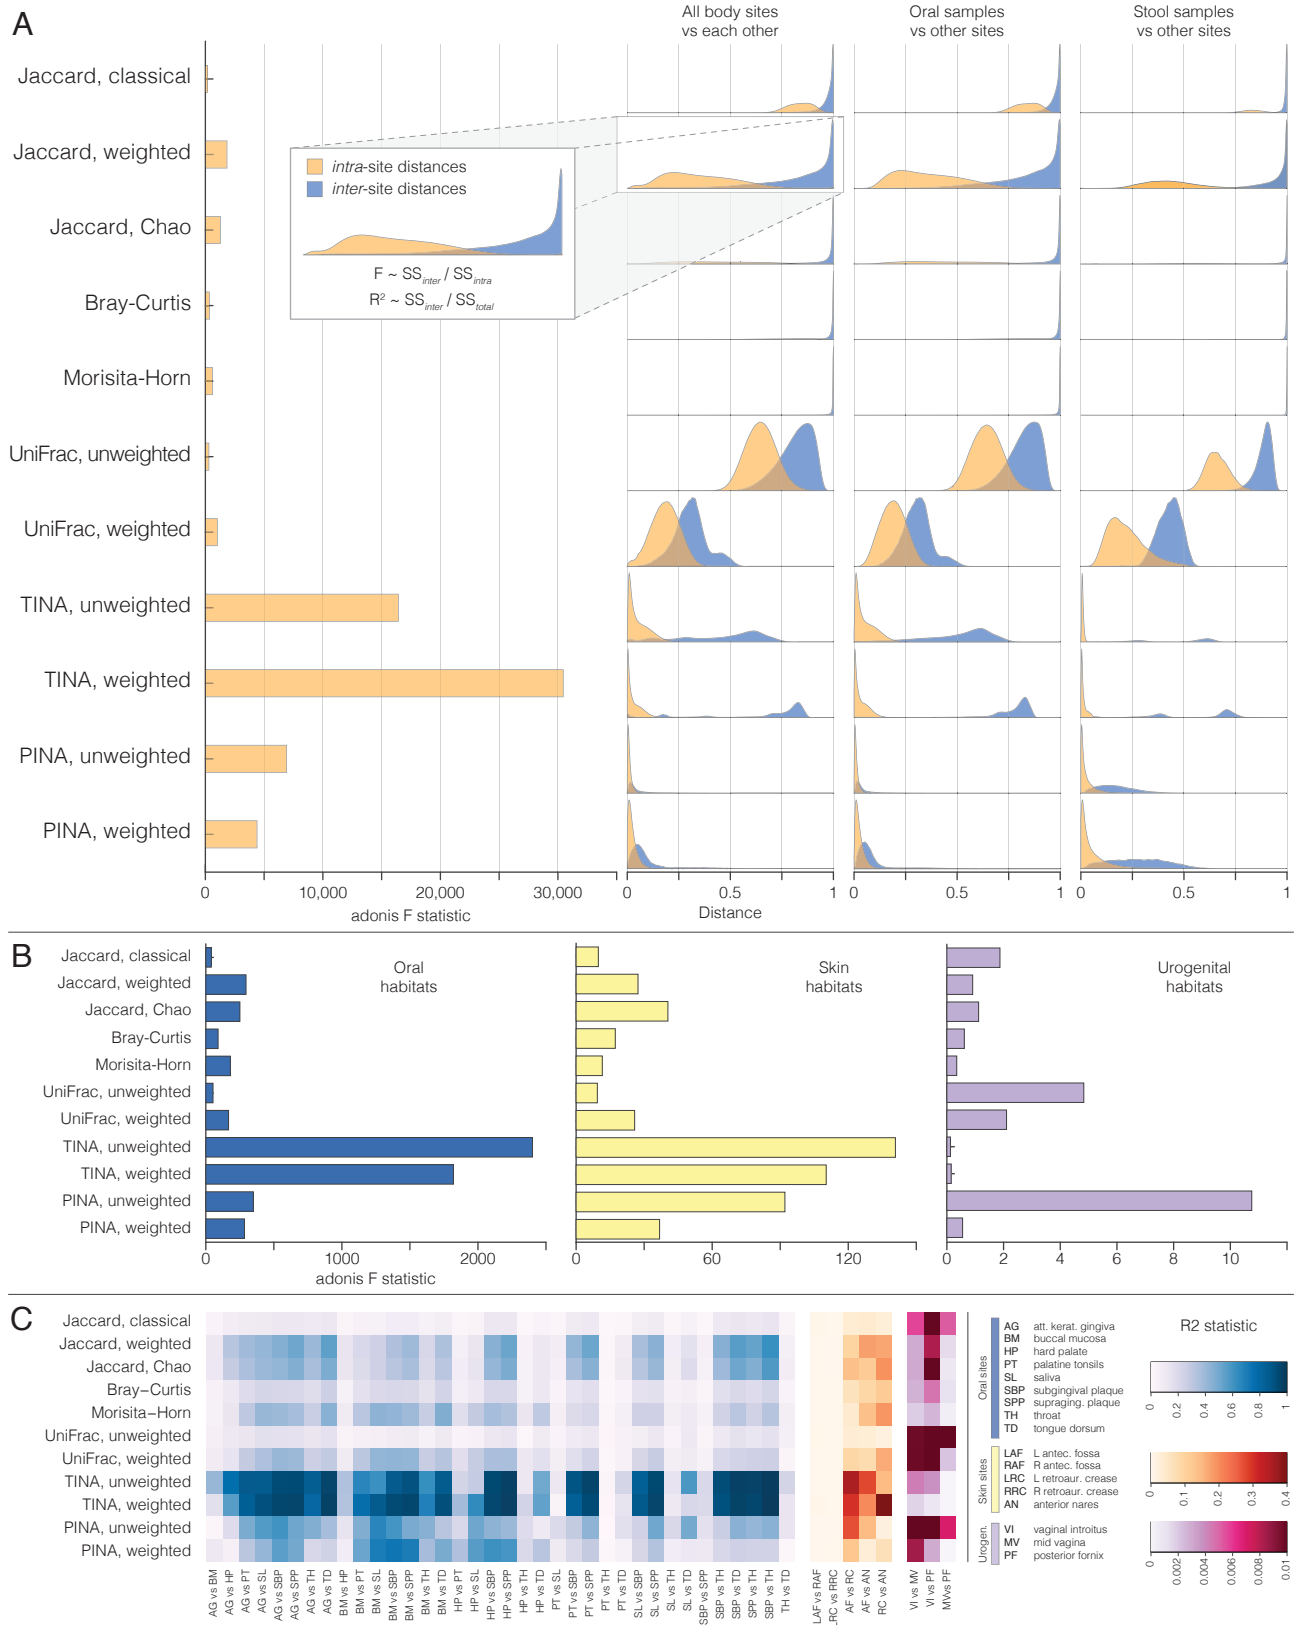 A
All body sites
vs each other
Oral samples
vs other sites
Stool samples
vs other sites
Jaccard, classical
Jaccard, weighted
Jaccard, Chao
Bray-Curtis
Morisita-Horn
UniFrac, unweighted
UniFrac, weighted
TINA, unweighted
TINA, weighted
PINA, unweighted
PINA, weighted
intra-site distances
inter-site distances
F ~ SSinter / SSintra
R² ~ SSinter / SStotal
0 10,000 20,000 30,000
adonis F statistic
0 0.5 1
Distance
0 0.5 1
0 0.5 1
B
Jaccard, classical
Jaccard, weighted
Jaccard, Chao
Bray-Curtis
Morisita-Horn
UniFrac, unweighted
UniFrac, weighted
TINA, unweighted
TINA, weighted
PINA, unweighted
PINA, weighted
Oral
habitats
Skin
habitats
Urogenital
habitats
0 1000 2000
adonis F statistic
0 60 120
0 2 4 6 8 10
C
Jaccard, classical
Jaccard, weighted
Jaccard, Chao
Bray–Curtis
Morisita–Horn
UniFrac, unweighted
UniFrac, weighted
TINA, unweighted
TINA, weighted
PINA, unweighted
PINA, weighted
AG vs BM
AG vs HP
AG vs PT
AG vs SL
AG vs SBP
AG vs SPP
AG vs TH
AG vs TD
BM vs HP
BM vs PT
BM vs SL
BM vs SBP
BM vs SPP
BM vs TH
BM vs TD
HP vs PT
HP vs SL
HP vs SBP
HP vs SPP
HP vs TH
HP vs TD
PT vs SL
PT vs SBP
PT vs SPP
PT vs TH
PT vs TD
SL vs SBP
SL vs SPP
SL vs TH
SL vs TD
SBP vs SPP
SBP vs TH
SBP vs TD
SPP vs TH
SBP vs TH
TH vs TD
LAF vs RAF
LRC vs RRC
AF vs RC
AF vs AN
RC vs AN
VI vs MV
VI vs PF
MVvs PF
Oral sites
AG att. kerat. gingiva
BM buccal mucosa
HP hard palate
PT palatine tonsils
SL saliva
SBP subgingival plaque
SPP supraging. plaque
TH throat
TD tongue dorsum
Skin sites
LAF L antec. fossa
RAF R antec. fossa
LRC L retroaur. crease
RRC R retroaur. crease
AN anterior nares
Urogen.
VI vaginal introitus
MV mid vagina
PF posterior fornix
R2 statistic
0 0.2 0.4 0.6 0.8 1
0 0.1 0.2 0.3 0.4
0 0.002 0.004 0.006 0.008 0.01